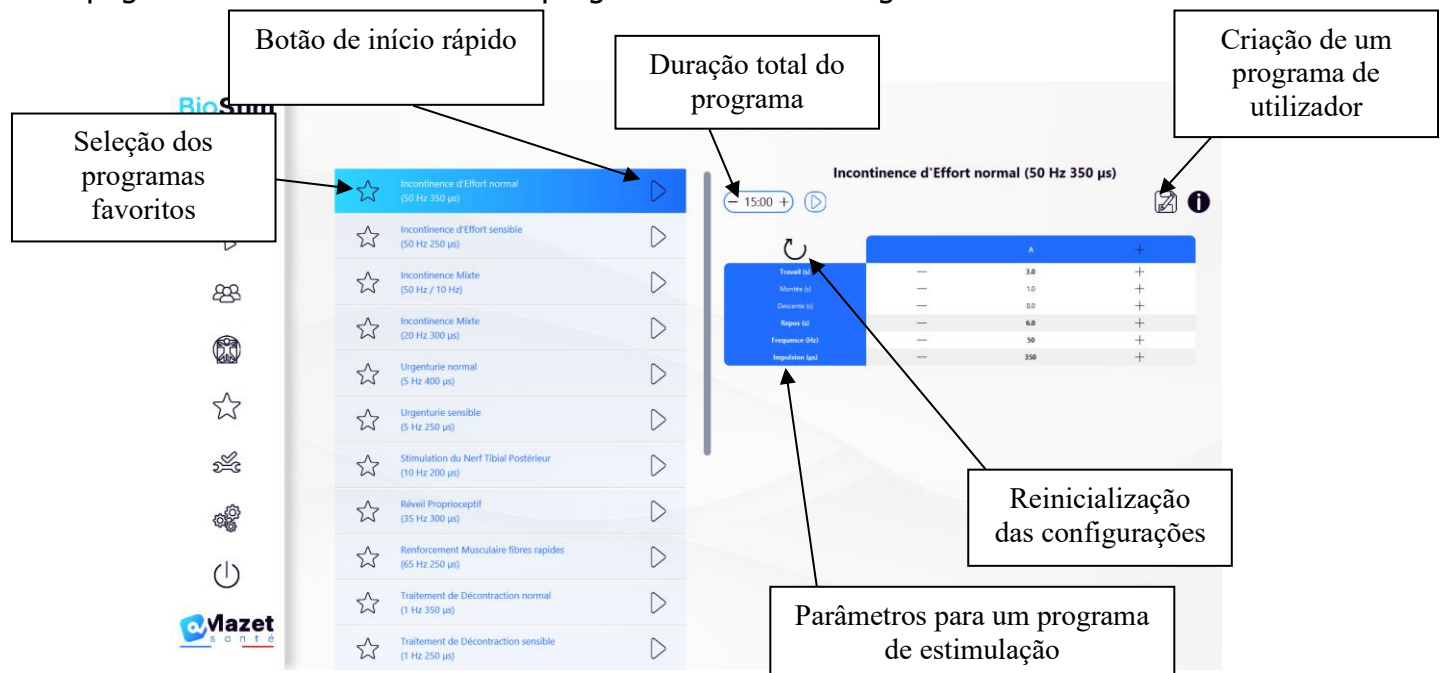 Botão de início rápido
Duração total do
programa
Criação de um
programa de
utilizador
BioStim
Seleção dos
programas
favoritos
Incontinence d'Effort normal
(50 Hz 350 µs)
Incontinence d'Effort sensible
(50 Hz 250 µs)
Incontinence Mixte
(50 Hz / 10 Hz)
Incontinence Mixte
(20 Hz 300 µs)
Urgenturie normal
(5 Hz 400 µs)
Urgenturie sensible
(5 Hz 250 µs)
Stimulation du Nerf Tibial Postérieur
(10 Hz 200 µs)
Réveil Proprioceptif
(35 Hz 300 µs)
Renforcement Musculaire fibres rapides
(65 Hz 250 µs)
Traitement de Décontraction normal
(1 Hz 350 µs)
Traitement de Décontraction sensible
(1 Hz 250 µs)
Incontinence d'Effort normal (50 Hz 350 µs)
− 15:00 +
A +
Travail (s) − 3.0 +
Montée (s) − 1.0 +
Descente (s) − 0.0 +
Repos (s) − 6.0 +
Frequence (Hz) − 50 +
Impulsion (µs) − 350 +
Reinicialização
das configurações
Parâmetros para um programa
de estimulação
Mazet
santé